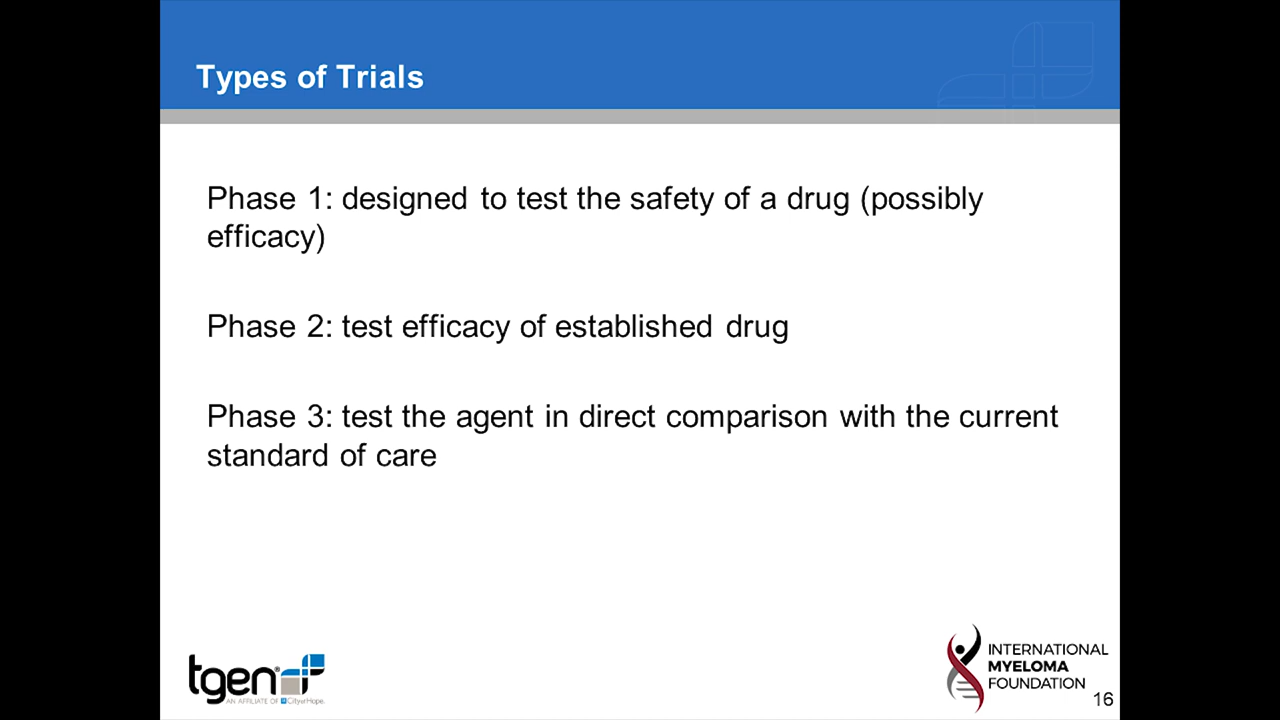 Types of Trials
Phase 1: designed to test the safety of a drug (possibly
efficacy)
Phase 2: test efficacy of established drug
Phase 3: test the agent in direct comparison with the current
standard of care
tgen®
AN AFFILIATE OF City of Hope.
INTERNATIONAL
MYELOMA
FOUNDATION
16